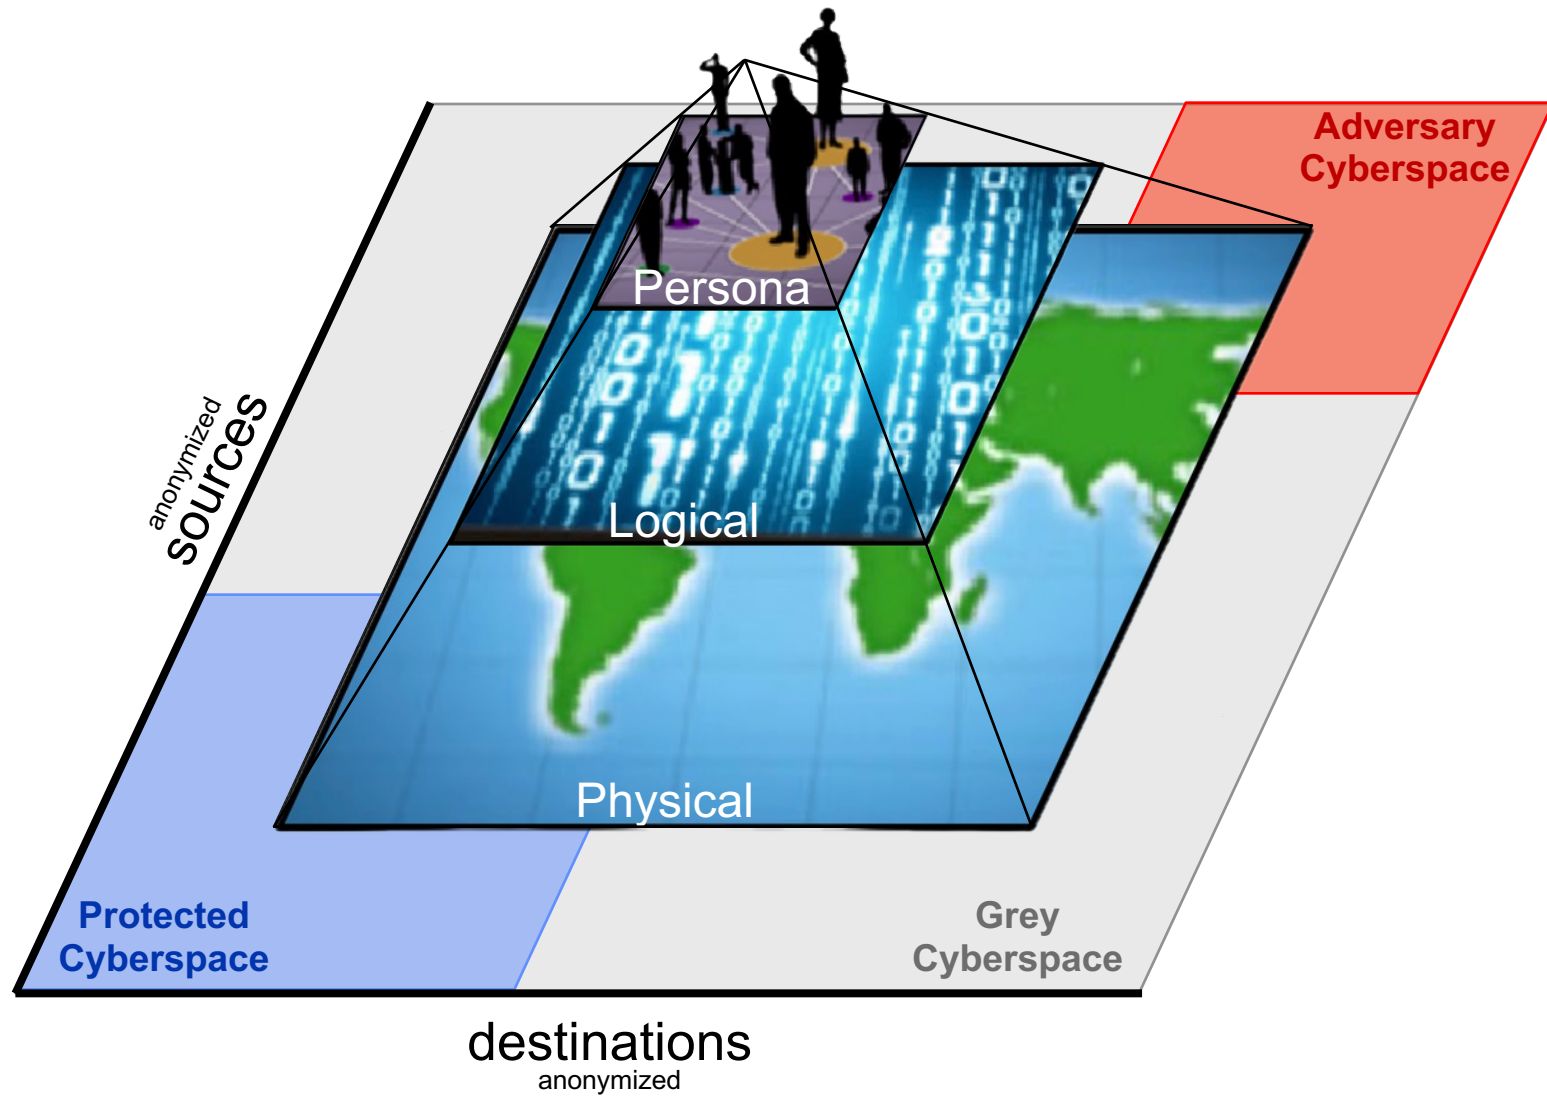 Adversary
Cyberspace
Persona
anonymized
sources
Logical
Physical
Protected
Cyberspace
Grey
Cyberspace
destinations
anonymized